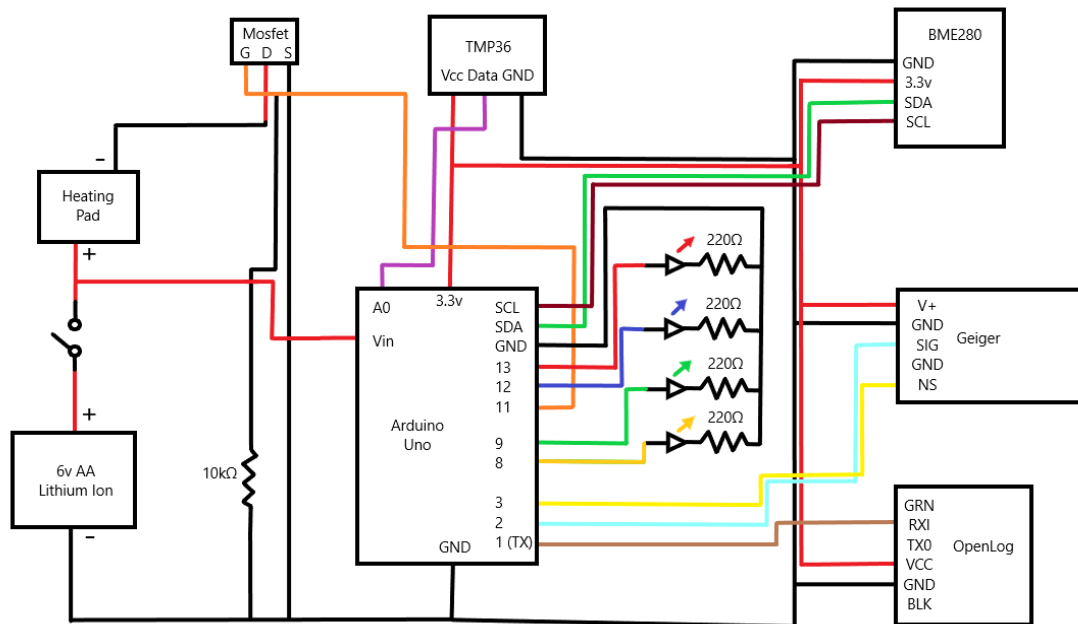 Mosfet
G D S
TMP36
Vcc Data GND
BME280
GND
3.3v
SDA
SCL
−
Heating
Pad
+
220Ω
220Ω
220Ω
220Ω
A0
3.3v
Vin
SCL
SDA
GND
13
12
11
9
8
3
2
1 (TX)
Arduino
Uno
GND
V+
GND
SIG
GND
NS
Geiger
+
6v AA
Lithium Ion
−
10kΩ
GRN
RXI
TX0
VCC
GND
BLK
OpenLog